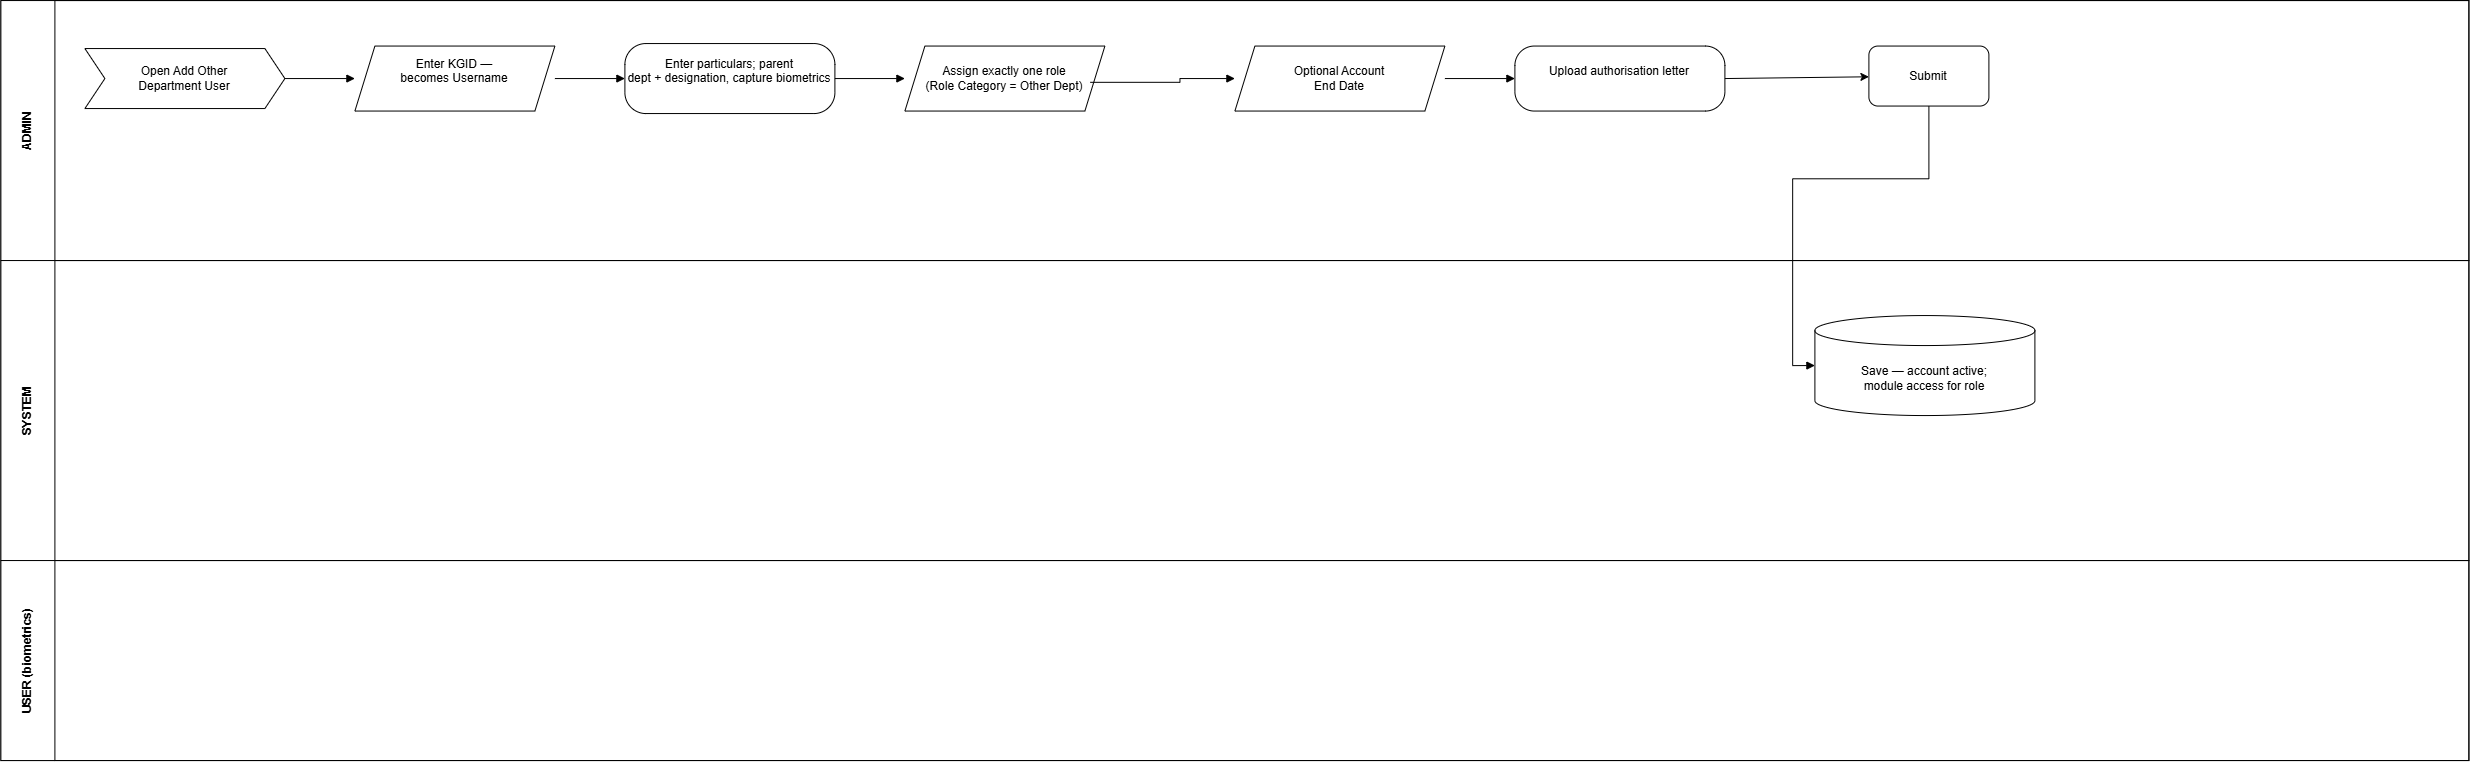 ADMIN
Open Add Other
Department User
Enter KGID —
becomes Username
Enter particulars; parent
dept + designation, capture biometrics
Assign exactly one role
(Role Category = Other Dept)
Optional Account
End Date
Upload authorisation letter
Submit
SYSTEM
Save — account active;
module access for role
USER (biometrics)